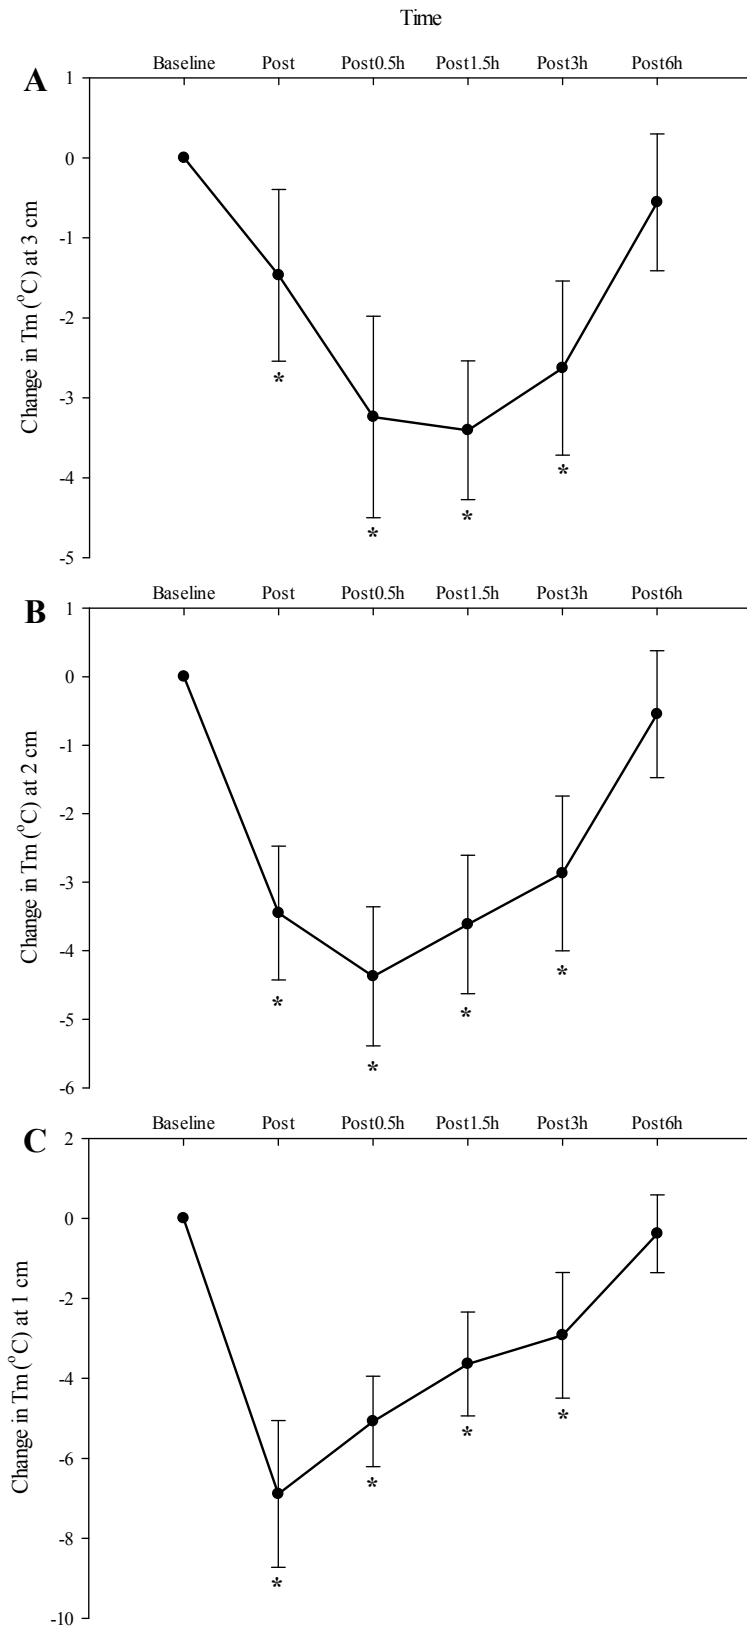 Time
A
Baseline Post Post0.5h Post1.5h Post3h Post6h
1
0
-1
-2
-3
-4
-5
Change in Tm (°C) at 3 cm
* * * *
B
Baseline Post Post0.5h Post1.5h Post3h Post6h
1
0
-1
-2
-3
-4
-5
-6
Change in Tm (°C) at 2 cm
* * * *
C
Baseline Post Post0.5h Post1.5h Post3h Post6h
2
0
-2
-4
-6
-8
-10
Change in Tm (°C) at 1 cm
* * * *